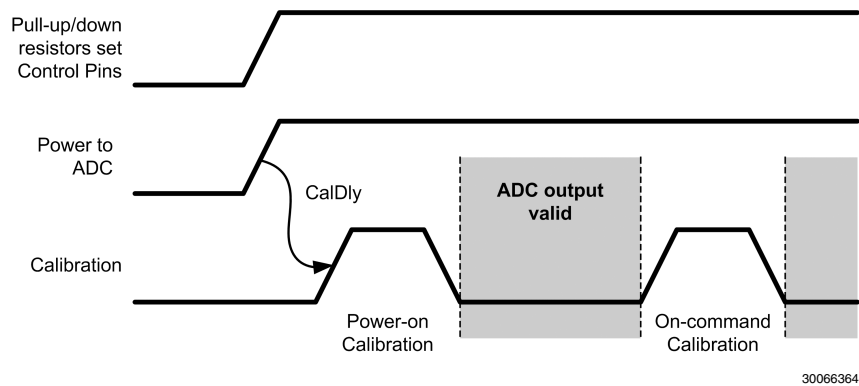 Pull-up/down
resistors set
Control Pins
Power to
ADC
CalDly
ADC output
valid
Calibration
Power-on
Calibration
On-command
Calibration
30066364